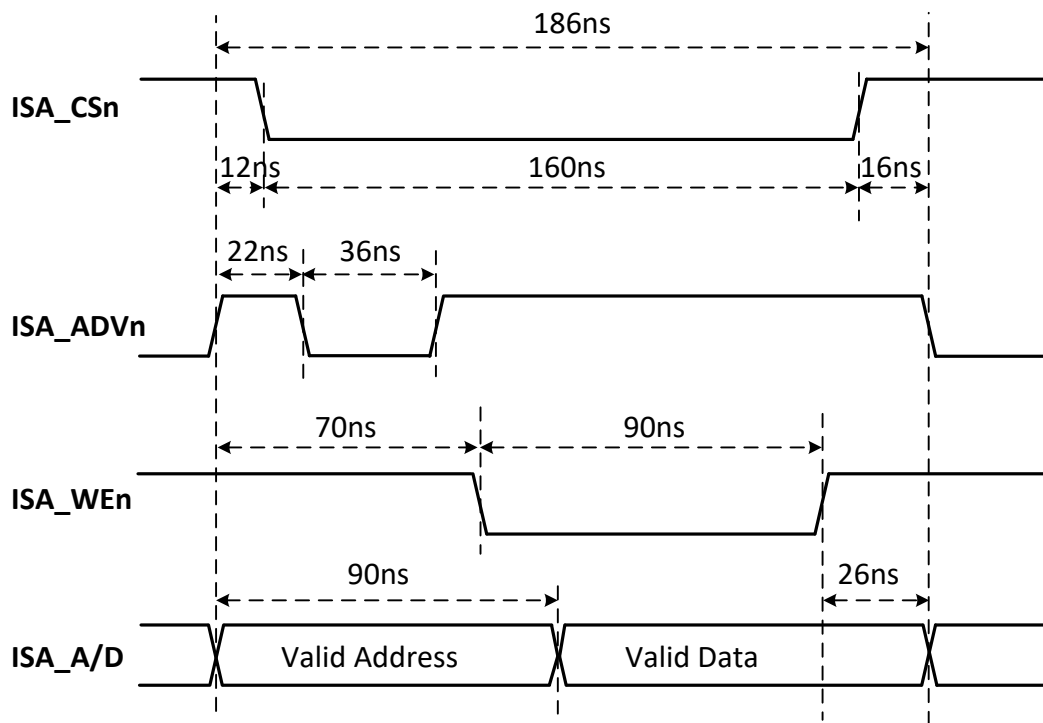 186ns
ISA_CSn
12ns 160ns 16ns
22ns 36ns
ISA_ADVn
70ns 90ns
ISA_WEn
90ns 26ns
ISA_A/D Valid Address Valid Data